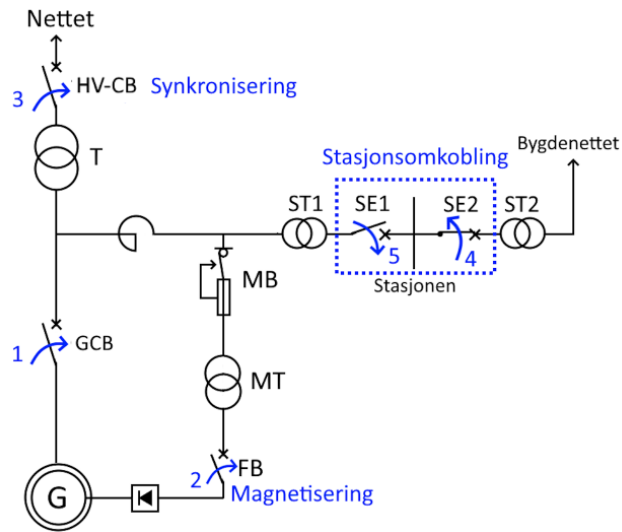 Nettet
3 HV-CB Synkronisering
T
Stasjonsomkobling
Bygdenettet
ST1 SE1 SE2 ST2
5 4
Stasjonen
MB
1 GCB
MT
2 FB
G Magnetisering